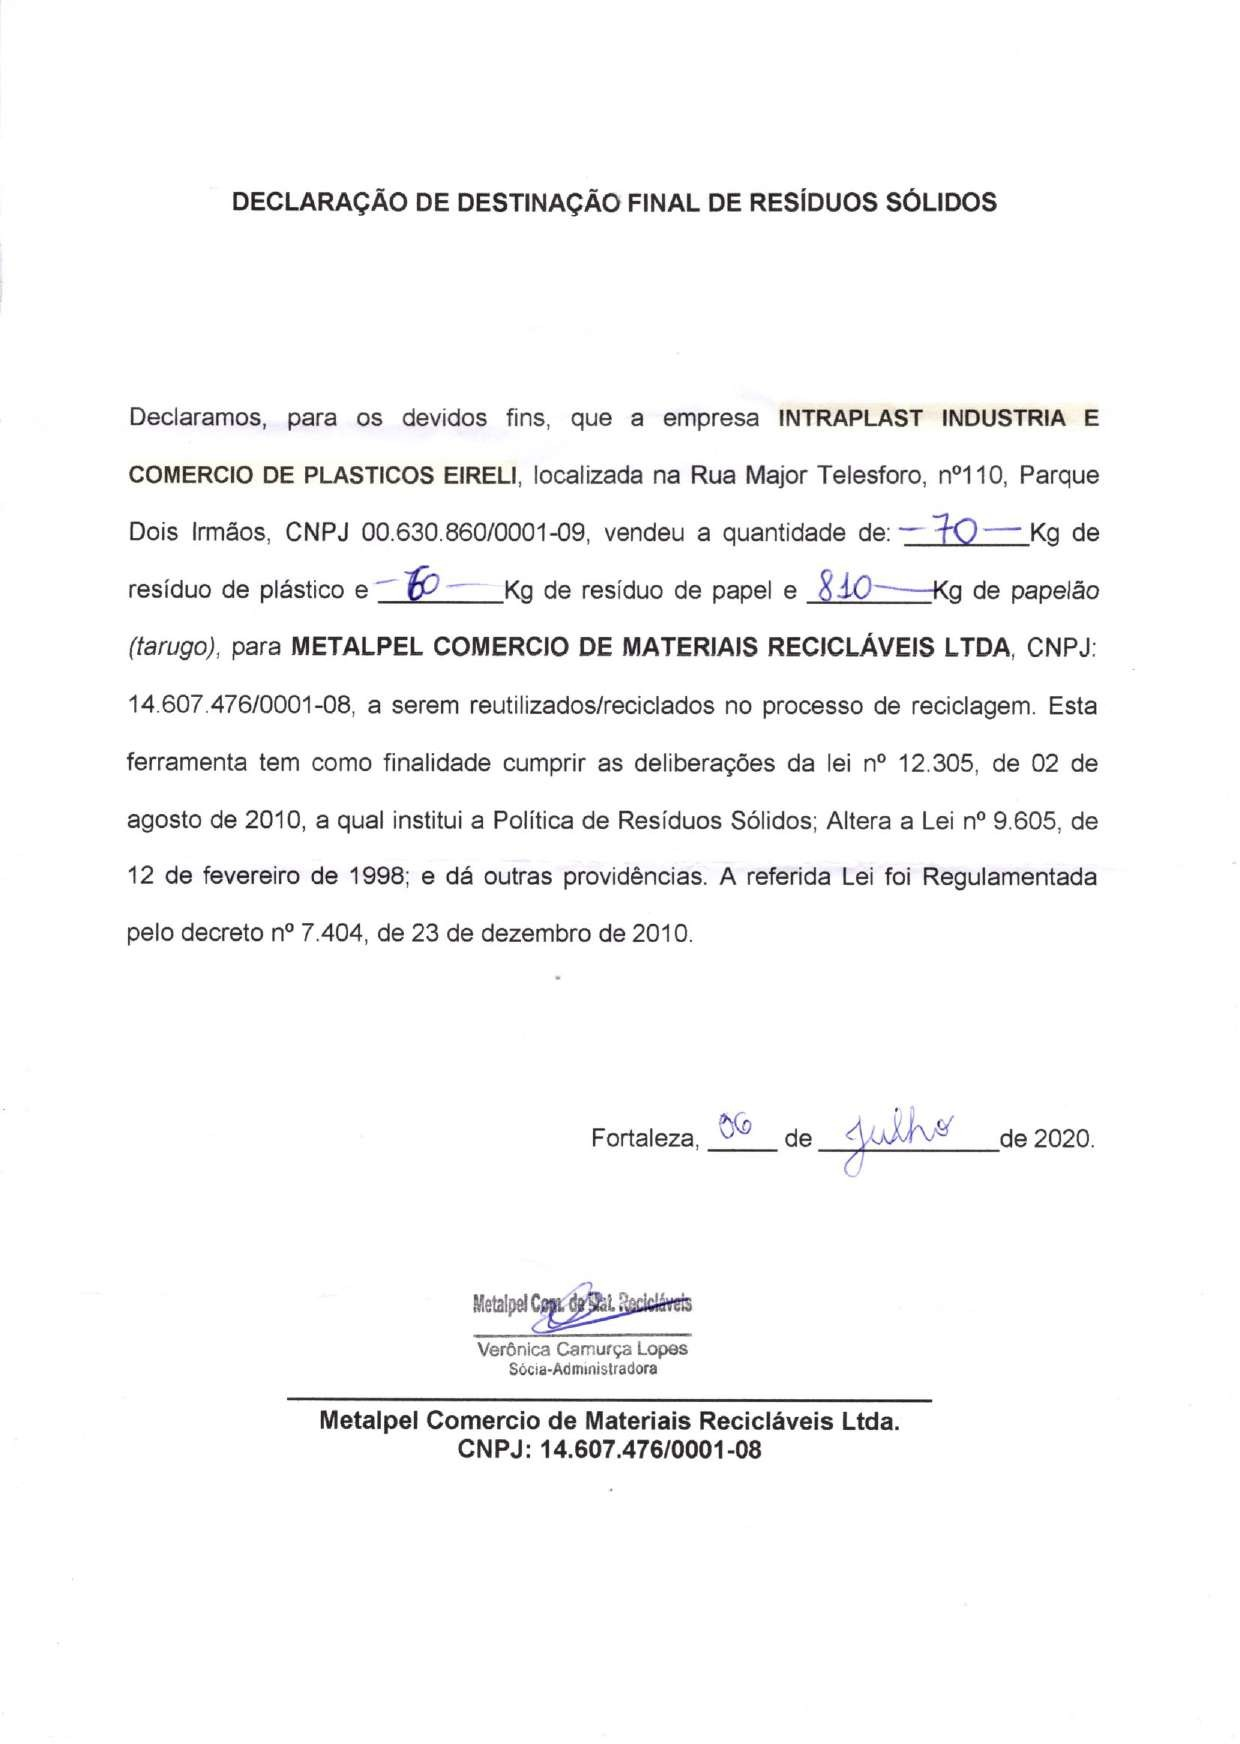 DECLARAÇÃO DE DESTINAÇÃO FINAL DE RESÍDUOS SÓLIDOS
Declaramos, para os devidos fins, que a empresa INTRAPLAST INDUSTRIA E
COMERCIO DE PLASTICOS EIRELI, localizada na Rua Major Telesforo, nº110, Parque
Dois Irmãos, CNPJ 00.630.860/0001-09, vendeu a quantidade de: 70 Kg de
resíduo de plástico e Kg de resíduo de papel e 810 Kg de papelão
(tarugo), para METALPEL COMERCIO DE MATERIAIS RECICLÁVEIS LTDA, CNPJ:
14.607.476/0001-08, a serem reutilizados/reciclados no processo de reciclagem. Esta
ferramenta tem como finalidade cumprir as deliberações da lei nº 12.305, de 02 de
agosto de 2010, a qual institui a Política de Resíduos Sólidos; Altera a Lei nº 9.605, de
12 de fevereiro de 1998; e dá outras providências. A referida Lei foi Regulamentada
pelo decreto nº 7.404, de 23 de dezembro de 2010.
Fortaleza, 06 de julho de 2020.
Metalpel Com. de Mat. Recicláveis
Verônica Camurça Lopes
Sócia-Administradora
Metalpel Comercio de Materiais Recicláveis Ltda.
CNPJ: 14.607.476/0001-08